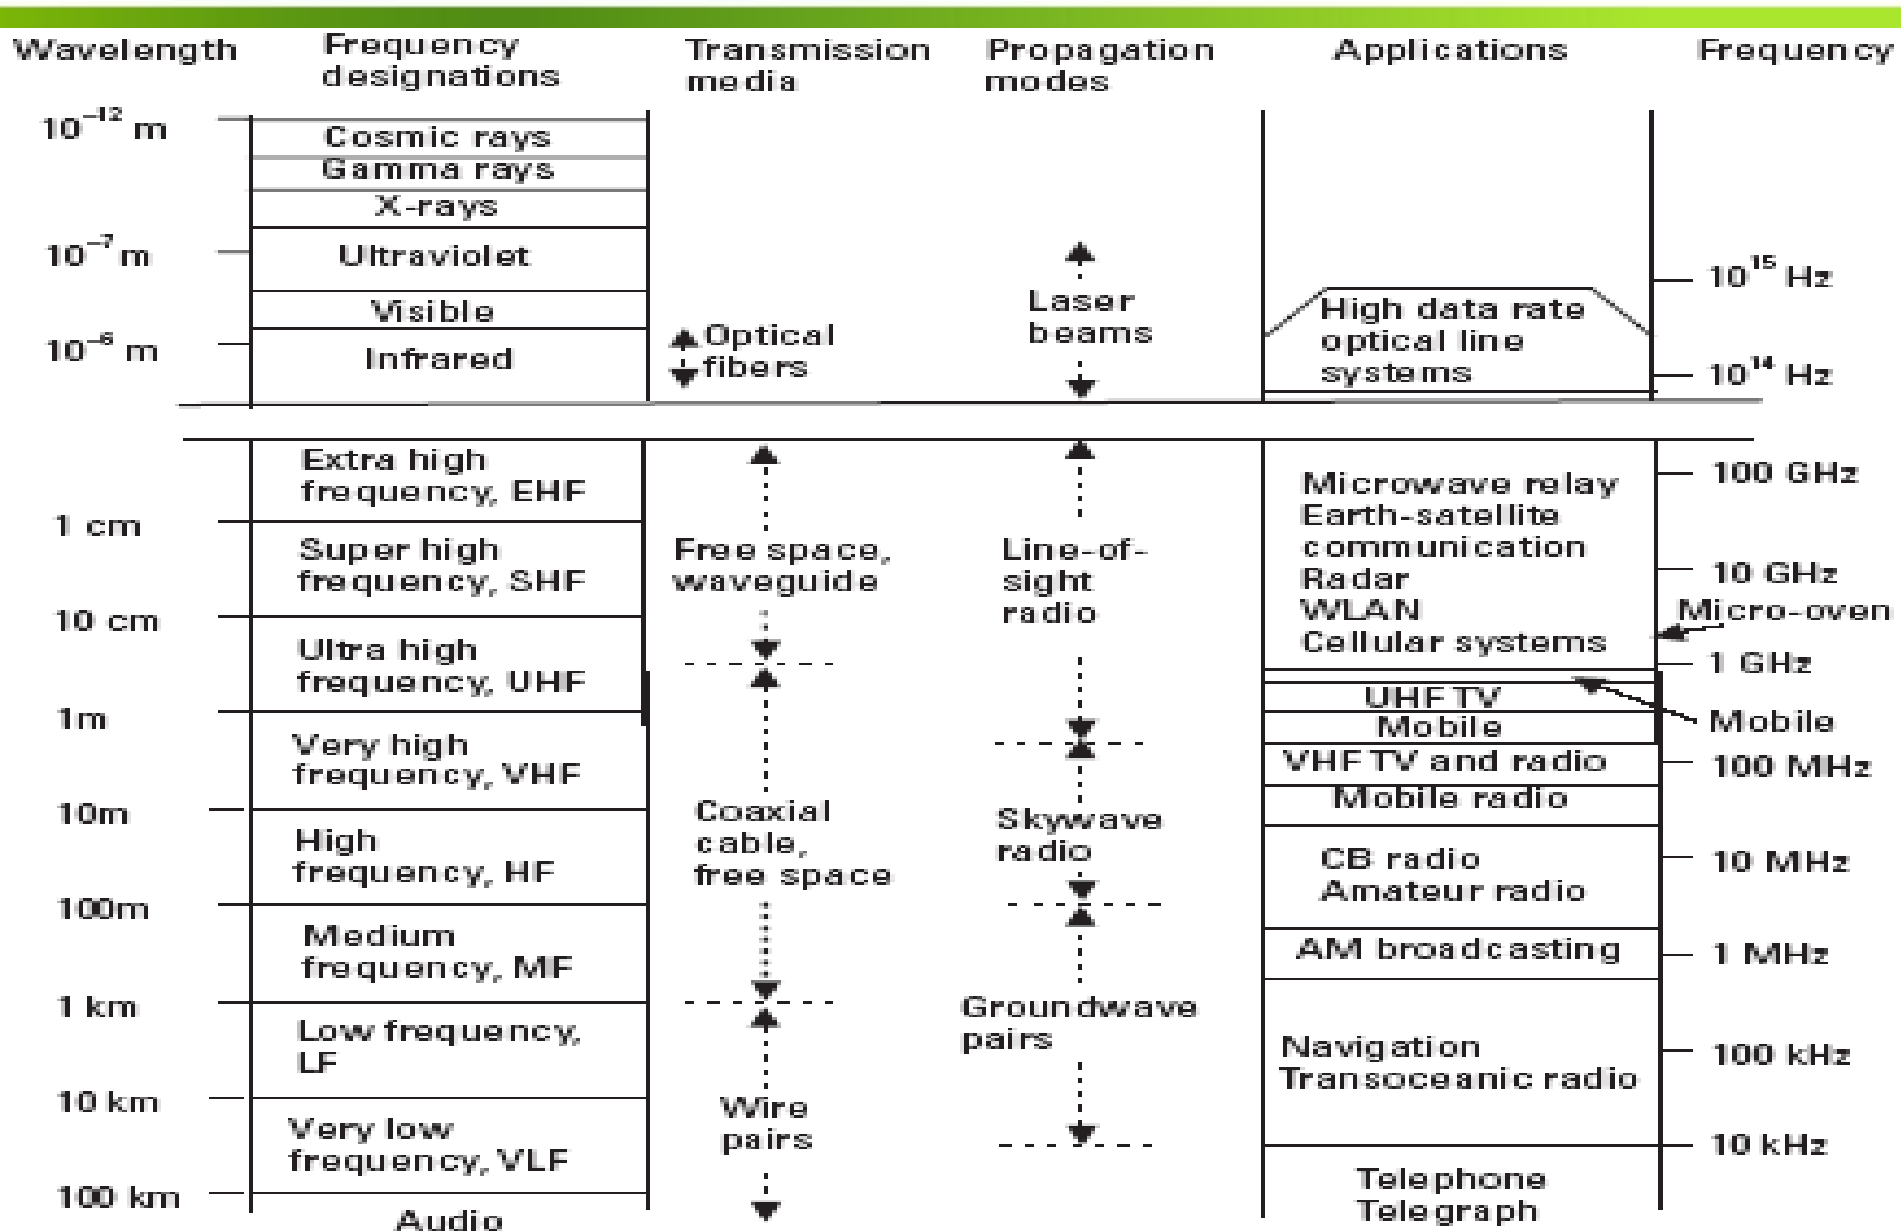 Wavelength
Frequency
designations
Transmission
media
Propagation
modes
Applications
Frequency
10⁻¹² m
10⁻⁷ m
10⁻⁶ m
1 cm
10 cm
1m
10m
100m
1 km
10 km
100 km
Cosmic rays
Gamma rays
X-rays
Ultraviolet
Visible
Infrared
Extra high
frequency, EHF
Super high
frequency, SHF
Ultra high
frequency, UHF
Very high
frequency, VHF
High
frequency, HF
Medium
frequency, MF
Low frequency,
LF
Very low
frequency, VLF
Audio
Optical
fibers
Free space,
waveguide
Coaxial
cable,
free space
Wire
pairs
Laser
beams
Line-of-
sight
radio
Skywave
radio
Groundwave
pairs
High data rate
optical line
systems
Microwave relay
Earth-satellite
communication
Radar
WLAN
Cellular systems
UHF TV
Mobile
VHF TV and radio
Mobile radio
CB radio
Amateur radio
AM broadcasting
Navigation
Transoceanic radio
Telephone
Telegraph
10¹⁵ Hz
10¹⁴ Hz
100 GHz
10 GHz
Micro-oven
1 GHz
Mobile
100 MHz
10 MHz
1 MHz
100 kHz
10 kHz